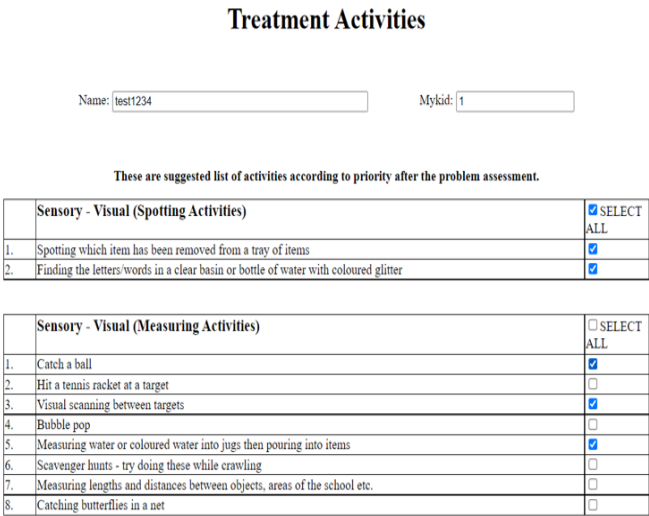 Treatment Activities
Name: test1234 Mykid: 1
These are suggested list of activities according to priority after the problem assessment.
Sensory - Visual (Spotting Activities) SELECT
ALL
1. Spotting which item has been removed from a tray of items
2. Finding the letters/words in a clear basin or bottle of water with coloured glitter
Sensory - Visual (Measuring Activities) SELECT
ALL
1. Catch a ball
2. Hit a tennis racket at a target
3. Visual scanning between targets
4. Bubble pop
5. Measuring water or coloured water into jugs then pouring into items
6. Scavenger hunts - try doing these while crawling
7. Measuring lengths and distances between objects, areas of the school etc.
8. Catching butterflies in a net